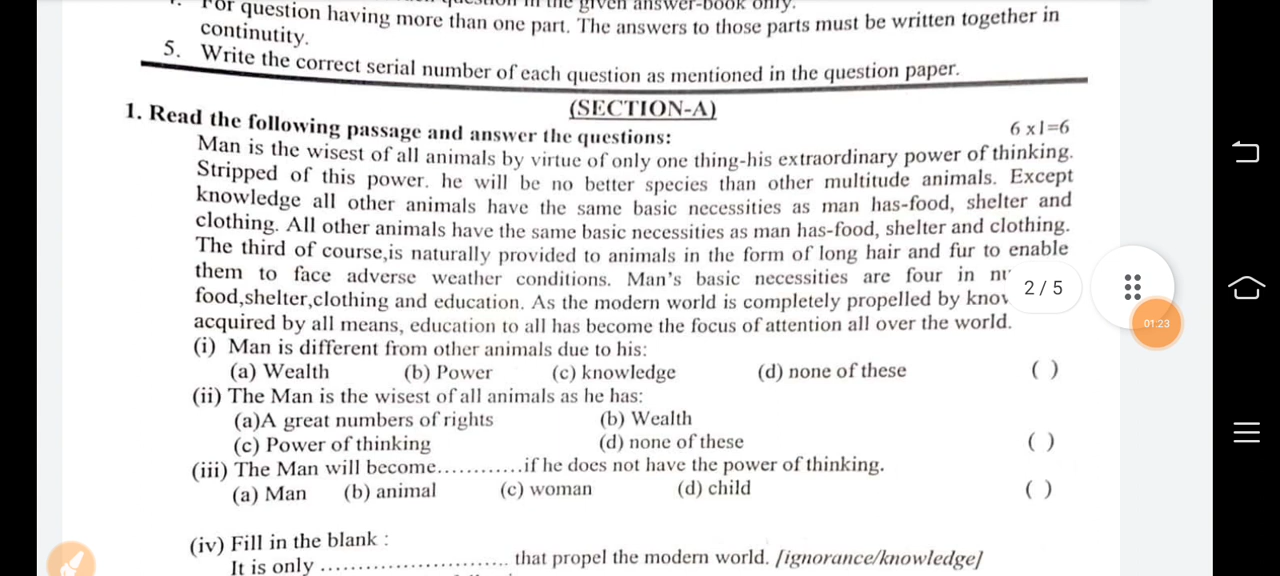 question in the given answer-book only.
For question having more than one part. The answers to those parts must be written together in
continutity.
5. Write the correct serial number of each question as mentioned in the question paper.
(SECTION-A)
1. Read the following passage and answer the questions: 6 x1=6
Man is the wisest of all animals by virtue of only one thing-his extraordinary power of thinking.
Stripped of this power. he will be no better species than other multitude animals. Except
knowledge all other animals have the same basic necessities as man has-food, shelter and
clothing. All other animals have the same basic necessities as man has-food, shelter and clothing.
The third of course,is naturally provided to animals in the form of long hair and fur to enable
them to face adverse weather conditions. Man's basic necessities are four in
food,shelter,clothing and education. As the modern world is completely propelled by
acquired by all means, education to all has become the focus of attention all over the world.
2 / 5
01:23
(i) Man is different from other animals due to his:
(a) Wealth (b) Power (c) knowledge (d) none of these ( )
(ii) The Man is the wisest of all animals as he has:
(a)A great numbers of rights (b) Wealth
(c) Power of thinking (d) none of these ( )
(iii) The Man will become............if he does not have the power of thinking.
(a) Man (b) animal (c) woman (d) child ( )
(iv) Fill in the blank :
It is only ........................ that propel the modern world. [ignorance/knowledge]